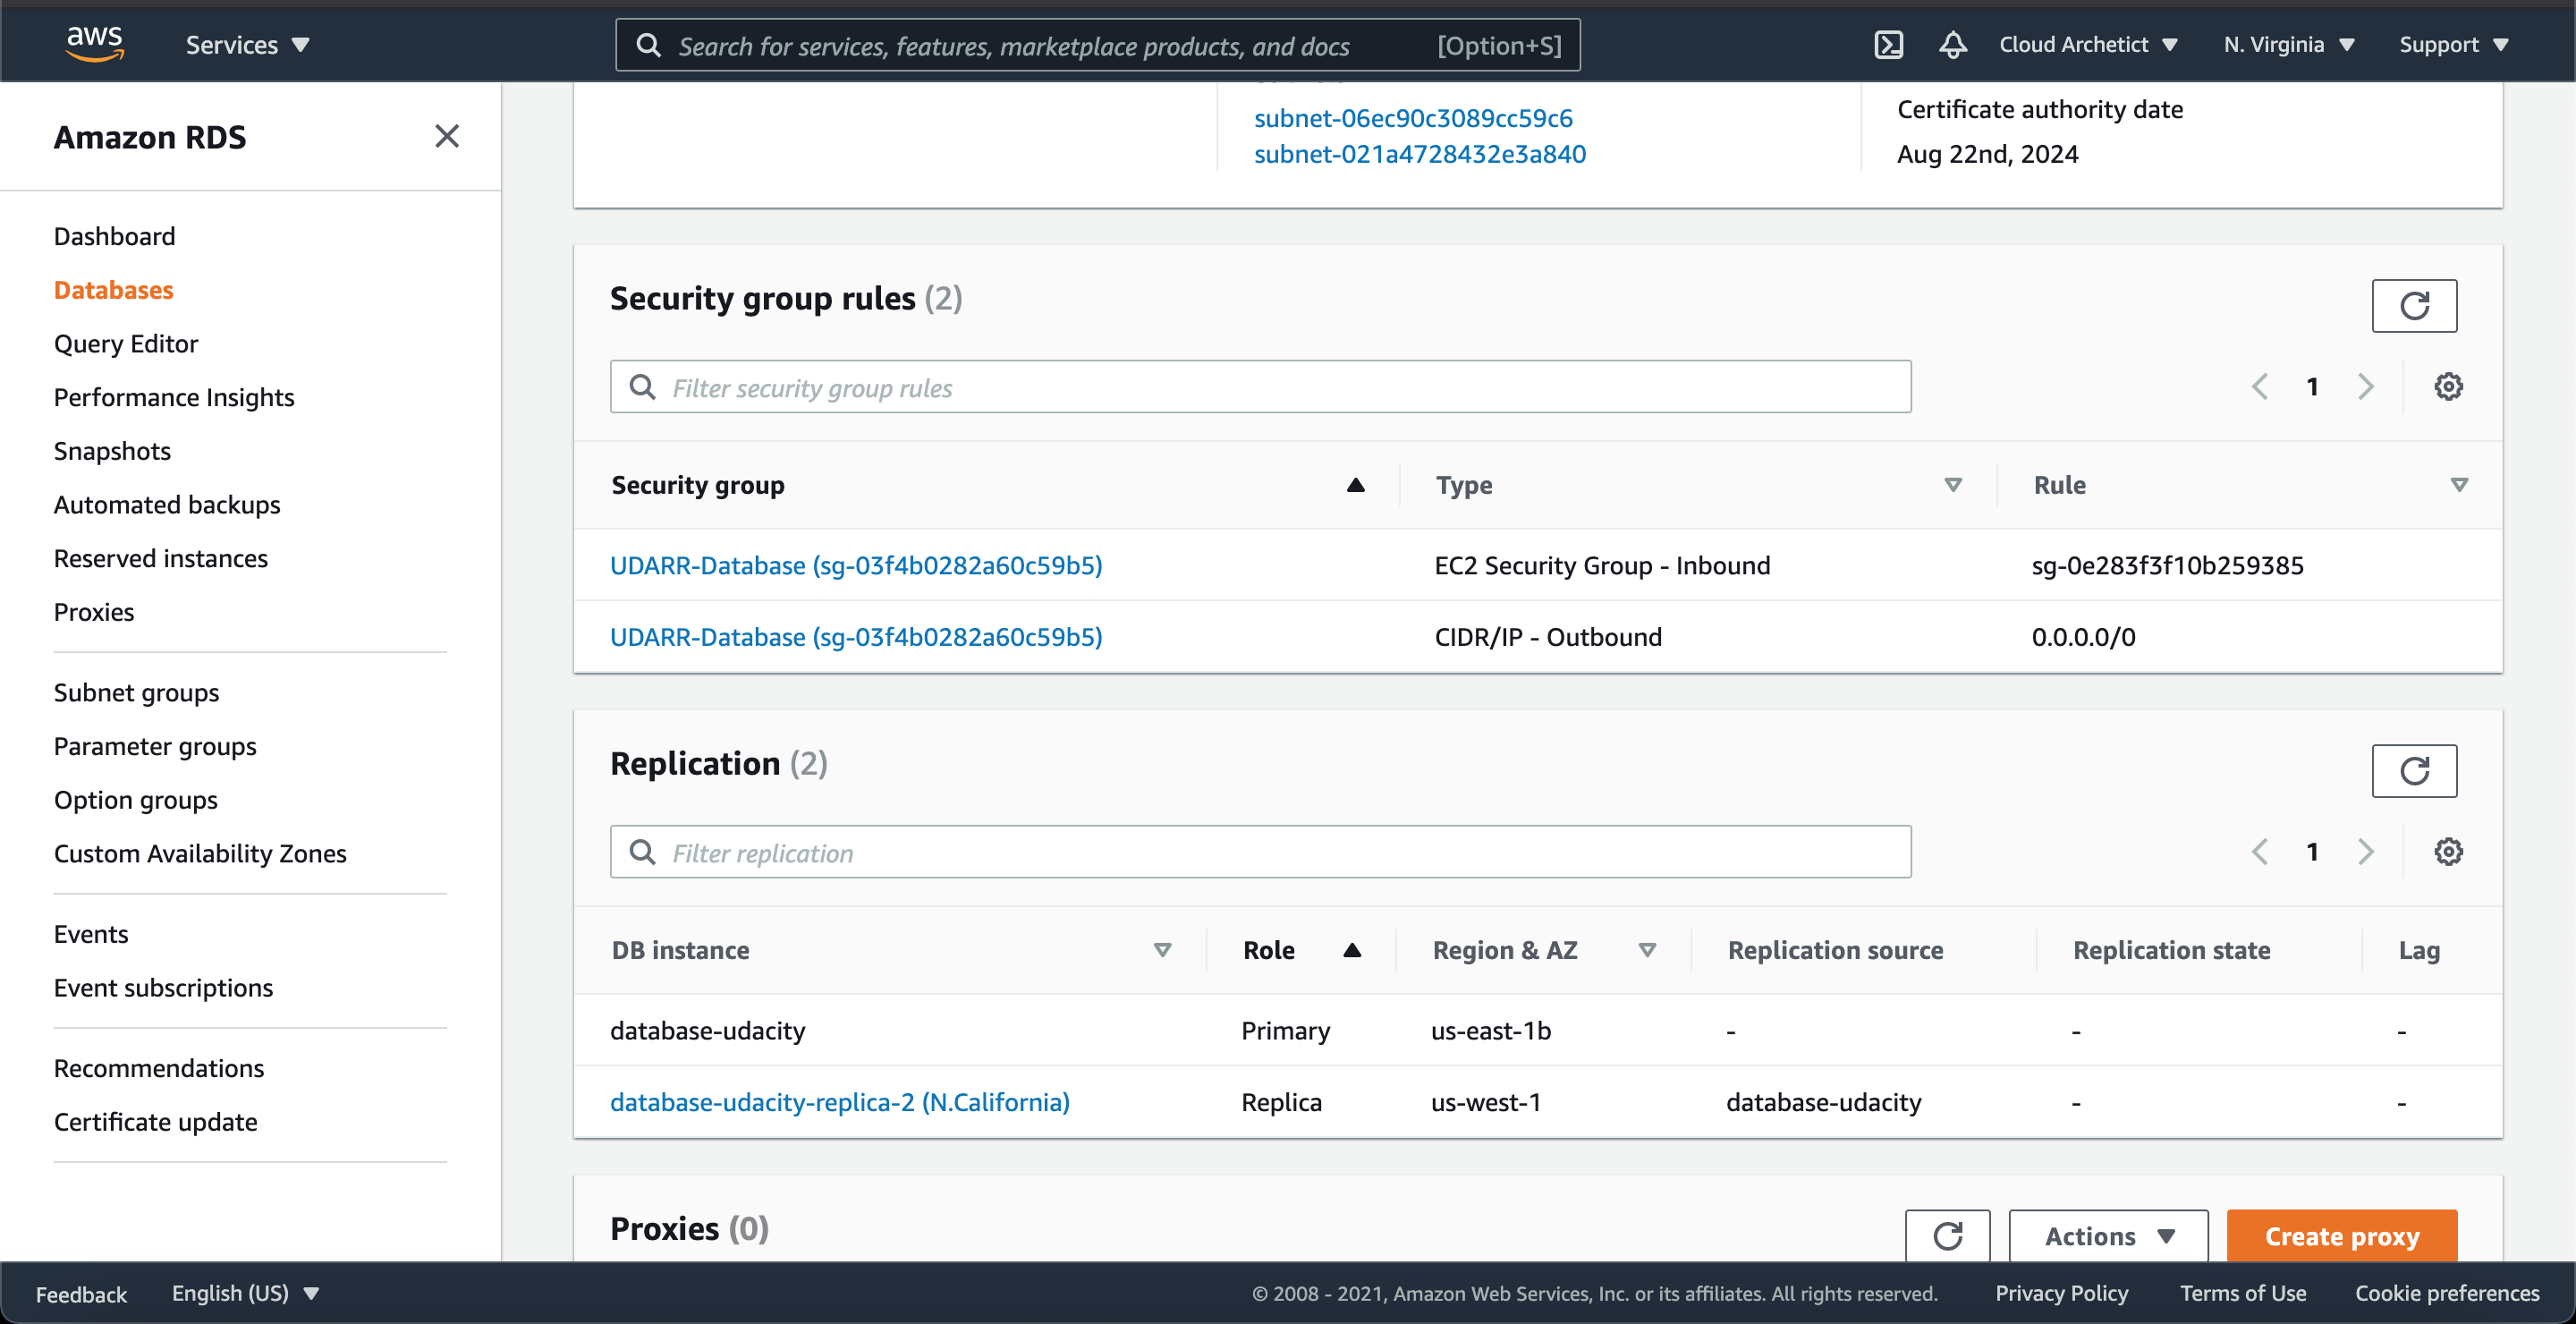 aws
Services
Search for services, features, marketplace products, and docs
[Option+S]
Cloud Archetict
N. Virginia
Support
Amazon RDS
Dashboard
Databases
Query Editor
Performance Insights
Snapshots
Automated backups
Reserved instances
Proxies
Subnet groups
Parameter groups
Option groups
Custom Availability Zones
Events
Event subscriptions
Recommendations
Certificate update
subnet-06ec90c3089cc59c6
subnet-021a4728432e3a840
Certificate authority date
Aug 22nd, 2024
Security group rules (2)
Filter security group rules
1
Security group Type Rule
UDARR-Database (sg-03f4b0282a60c59b5) EC2 Security Group - Inbound sg-0e283f3f10b259385
UDARR-Database (sg-03f4b0282a60c59b5) CIDR/IP - Outbound 0.0.0.0/0
Replication (2)
Filter replication
1
DB instance Role Region & AZ Replication source Replication state Lag
database-udacity Primary us-east-1b - - -
database-udacity-replica-2 (N.California) Replica us-west-1 database-udacity - -
Proxies (0)
Actions
Create proxy
Feedback
English (US)
© 2008 - 2021, Amazon Web Services, Inc. or its affiliates. All rights reserved.
Privacy Policy
Terms of Use
Cookie preferences